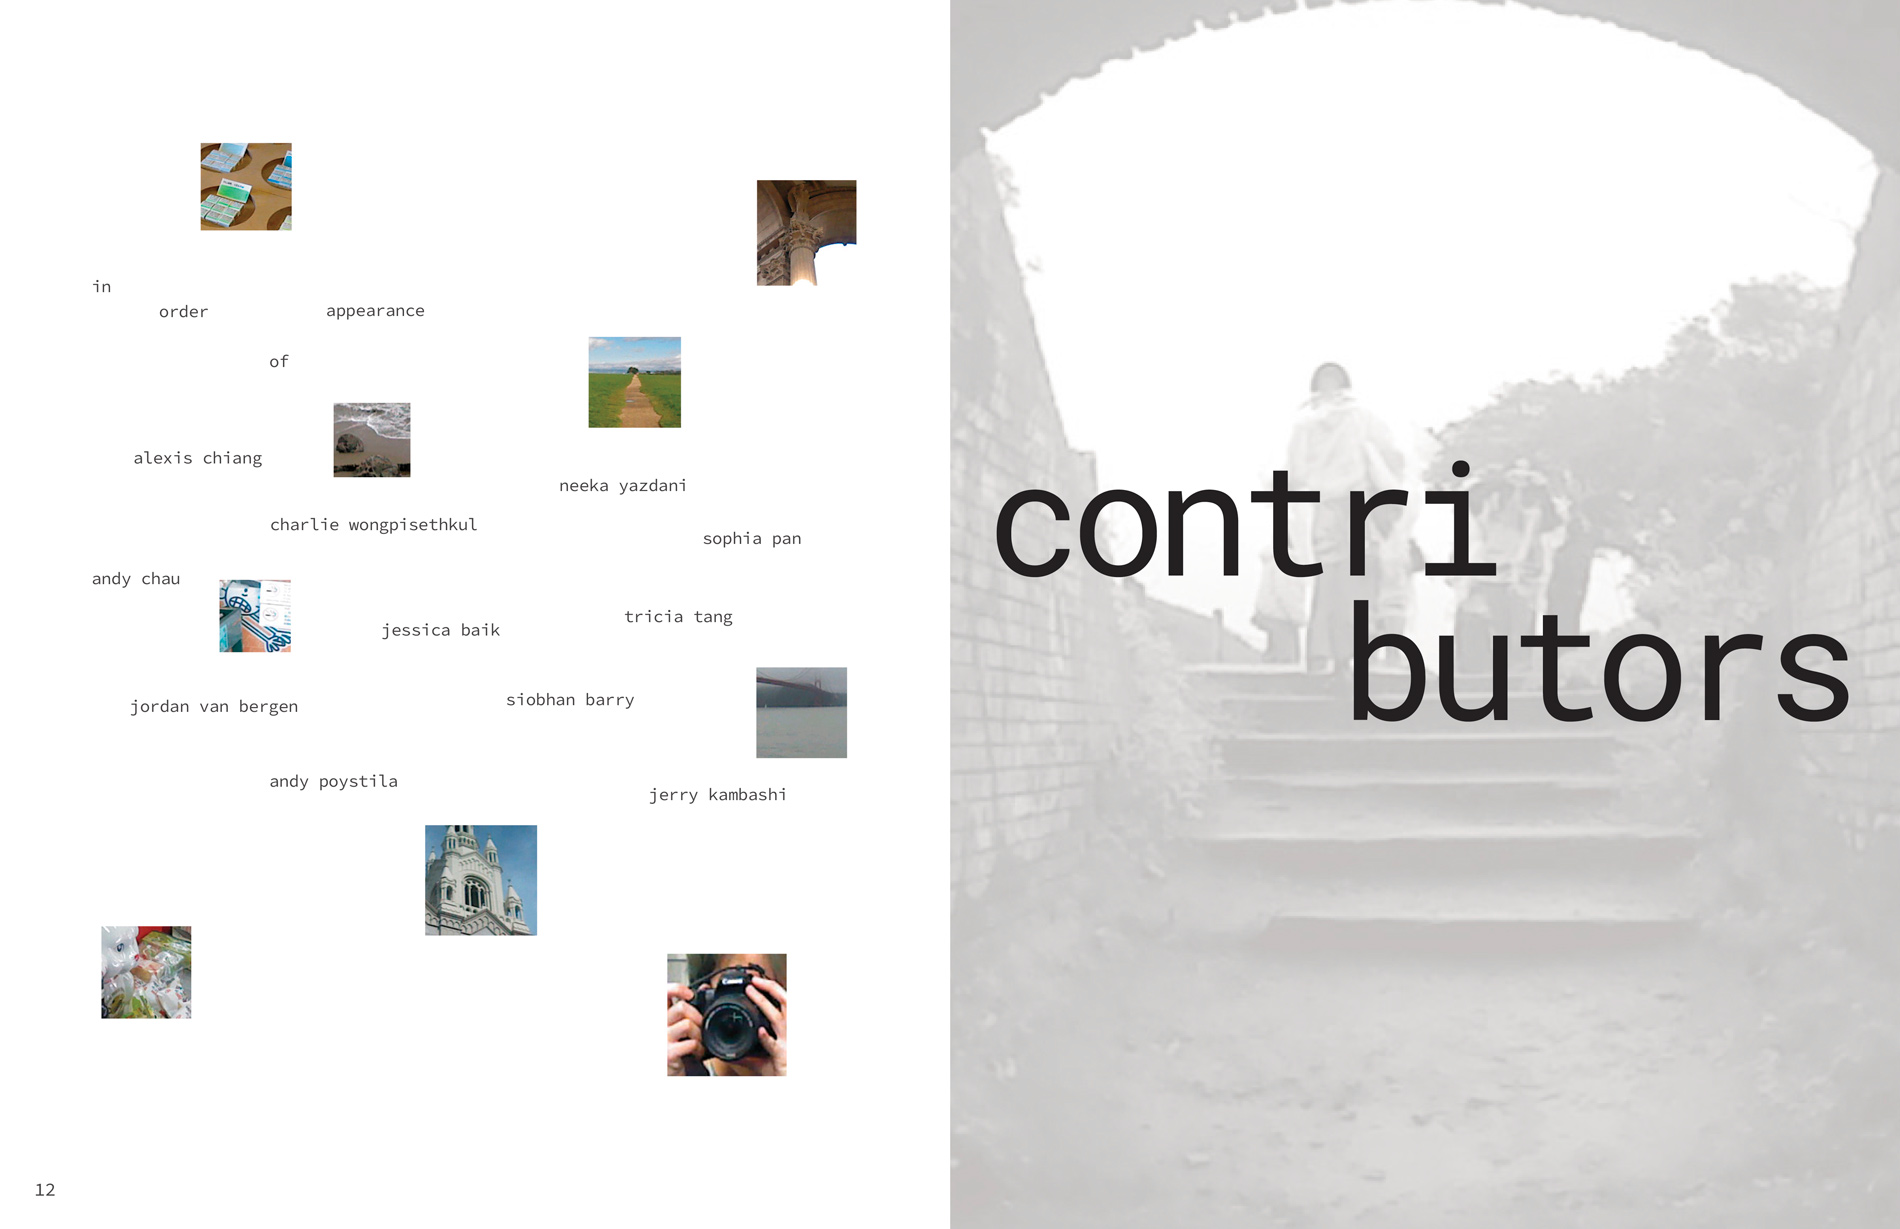 in
order
appearance
of
alexis chiang
neeka yazdani
charlie wongpisethkul
sophia pan
andy chau
tricia tang
jessica baik
siobhan barry
jordan van bergen
andy poystila
jerry kambashi
Canon
12
contri
butors